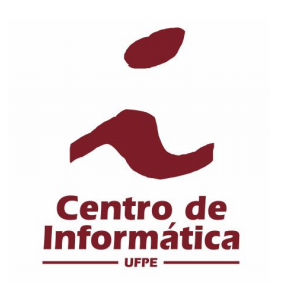 Centro de
Informática
UFPE